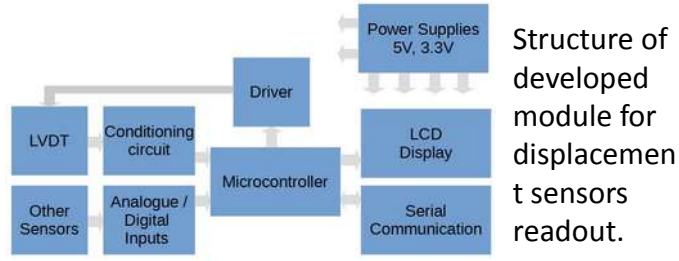 Power Supplies
5V, 3.3V
Driver
LVDT
Conditioning
circuit
LCD
Display
Microcontroller
Other
Sensors
Analogue /
Digital
Inputs
Serial
Communication
Structure of
developed
module for
displacemen
t sensors
readout.